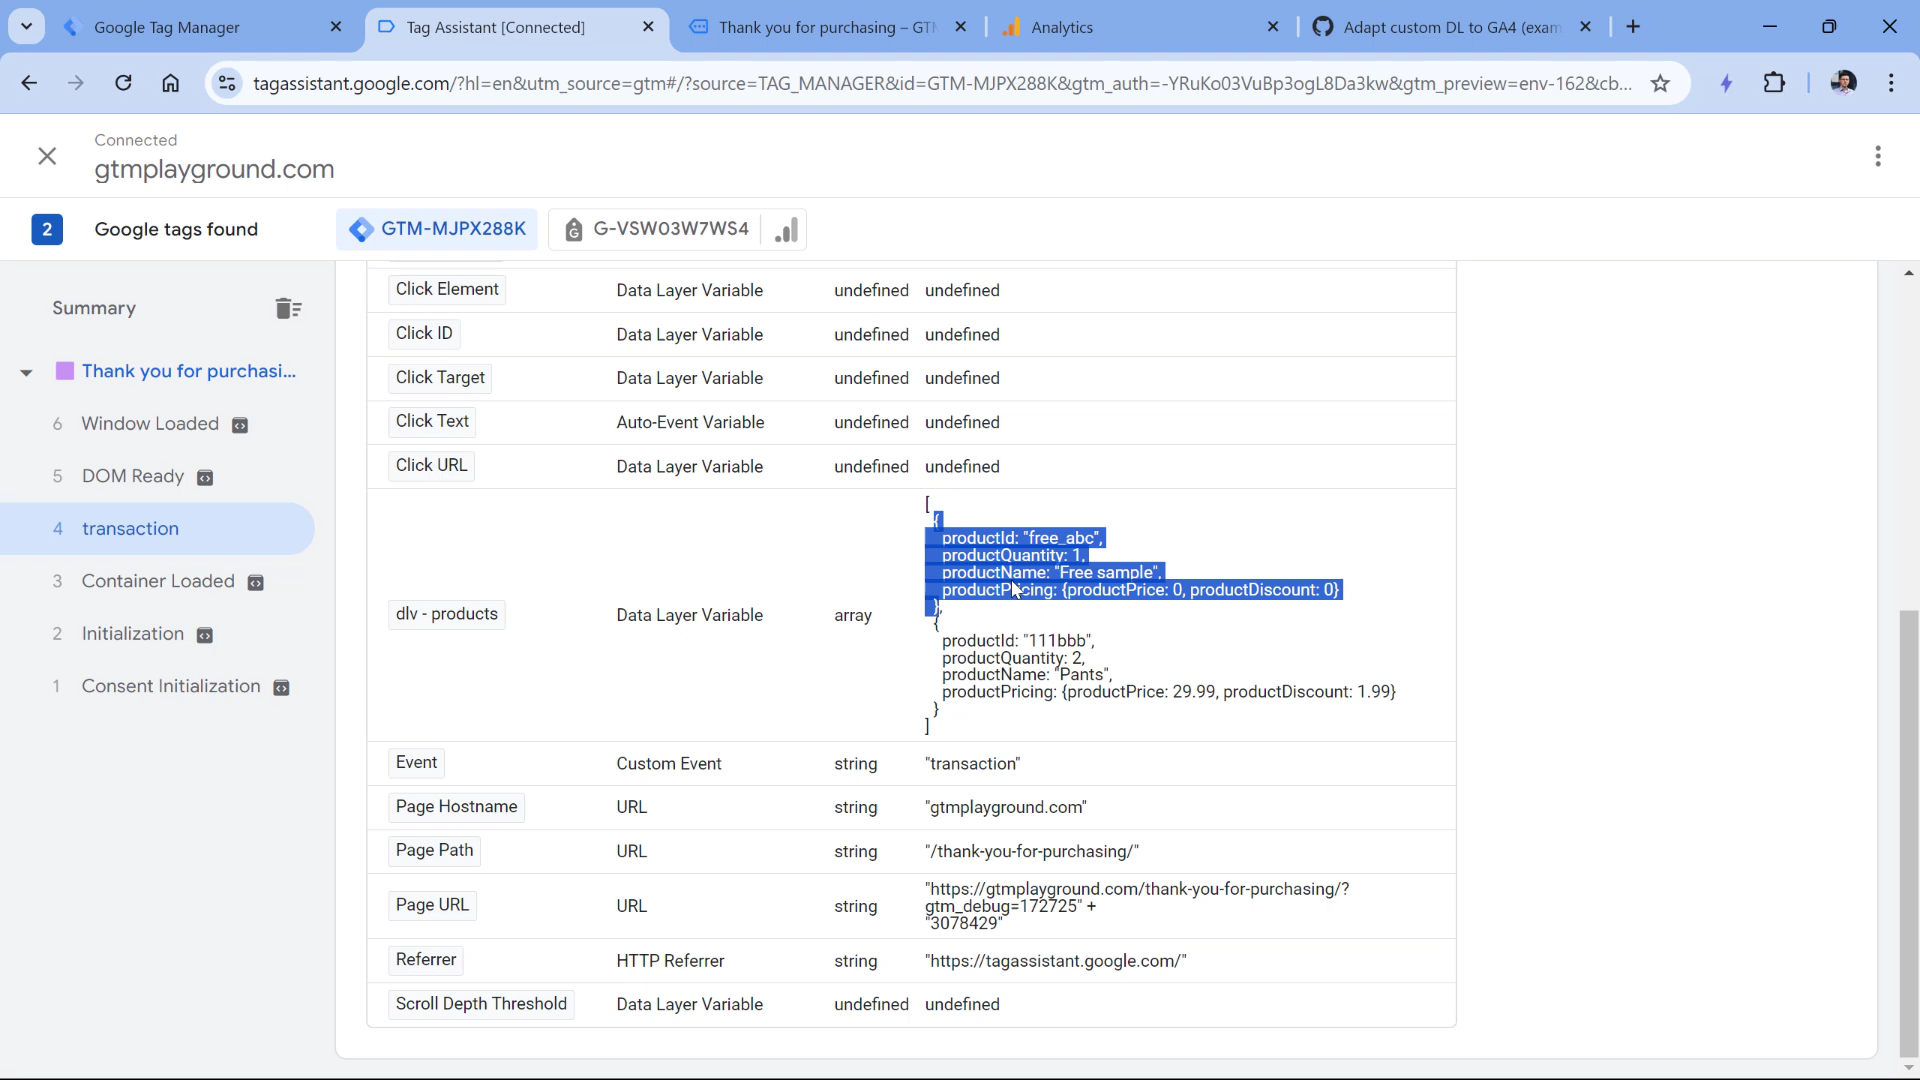 Google Tag Manager
Tag Assistant [Connected]
Thank you for purchasing – GTM
Analytics
Adapt custom DL to GA4 (exam
tagassistant.google.com/?hl=en&utm_source=gtm#/?source=TAG_MANAGER&id=GTM-MJPX288K&gtm_auth=-YRuKo03VuBp3ogL8Da3kw&gtm_preview=env-162&cb...
Connected
gtmplayground.com
2 Google tags found GTM-MJPX288K G-VSW03W7WS4
Summary
Thank you for purchasi...
6 Window Loaded
5 DOM Ready
4 transaction
3 Container Loaded
2 Initialization
1 Consent Initialization
Click Element Data Layer Variable undefined undefined
Click ID Data Layer Variable undefined undefined
Click Target Data Layer Variable undefined undefined
Click Text Auto-Event Variable undefined undefined
Click URL Data Layer Variable undefined undefined
dlv - products Data Layer Variable array
[
{
productId: "free_abc",
productQuantity: 1,
productName: "Free sample",
productPricing: {productPrice: 0, productDiscount: 0}
},
{
productId: "111bbb",
productQuantity: 2,
productName: "Pants",
productPricing: {productPrice: 29.99, productDiscount: 1.99}
}
]
Event Custom Event string "transaction"
Page Hostname URL string "gtmplayground.com"
Page Path URL string "/thank-you-for-purchasing/"
Page URL URL string "https://gtmplayground.com/thank-you-for-purchasing/?
gtm_debug=172725" +
"3078429"
Referrer HTTP Referrer string "https://tagassistant.google.com/"
Scroll Depth Threshold Data Layer Variable undefined undefined